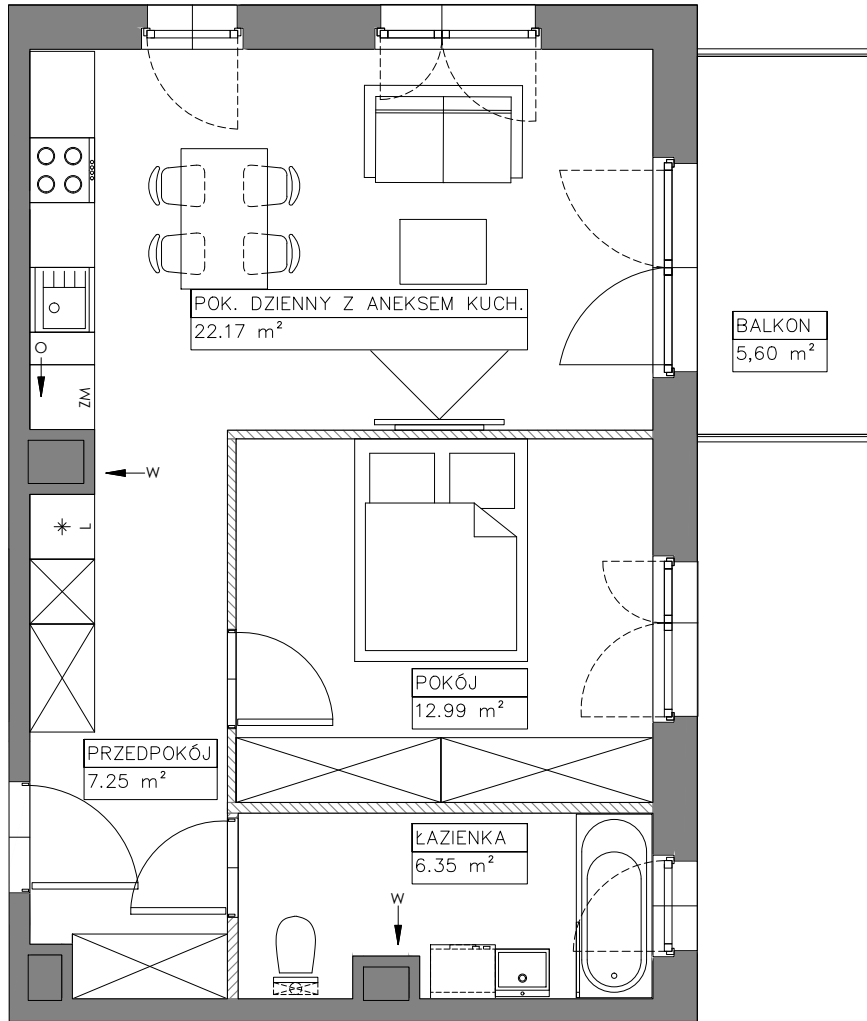 POK. DZIENNY Z ANEKSEM KUCH.
22.17 m²
BALKON
5,60 m²
ZM
W
L
POKÓJ
12.99 m²
PRZEDPOKÓJ
7.25 m²
ŁAZIENKA
6.35 m²
W